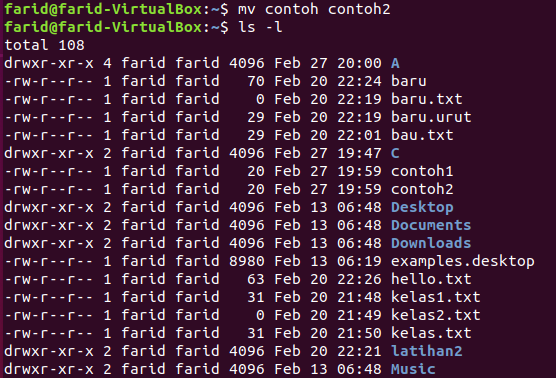 farid@farid-VirtualBox:~$ mv contoh contoh2
farid@farid-VirtualBox:~$ ls -l
total 108
drwxr-xr-x 4 farid farid 4096 Feb 27 20:00 A
-rw-r--r-- 1 farid farid   70 Feb 20 22:24 baru
-rw-r--r-- 1 farid farid    0 Feb 20 22:19 baru.txt
-rw-r--r-- 1 farid farid   29 Feb 20 22:19 baru.urut
-rw-r--r-- 1 farid farid   29 Feb 20 22:01 bau.txt
drwxr-xr-x 2 farid farid 4096 Feb 27 19:47 C
-rw-r--r-- 1 farid farid   20 Feb 27 19:59 contoh1
-rw-r--r-- 1 farid farid   20 Feb 27 19:59 contoh2
drwxr-xr-x 2 farid farid 4096 Feb 13 06:48 Desktop
drwxr-xr-x 2 farid farid 4096 Feb 13 06:48 Documents
drwxr-xr-x 2 farid farid 4096 Feb 13 06:48 Downloads
-rw-r--r-- 1 farid farid 8980 Feb 13 06:19 examples.desktop
-rw-r--r-- 1 farid farid   63 Feb 20 22:26 hello.txt
-rw-r--r-- 1 farid farid   31 Feb 20 21:48 kelas1.txt
-rw-r--r-- 1 farid farid    0 Feb 20 21:49 kelas2.txt
-rw-r--r-- 1 farid farid   31 Feb 20 21:50 kelas.txt
drwxr-xr-x 2 farid farid 4096 Feb 20 22:21 latihan2
drwxr-xr-x 2 farid farid 4096 Feb 13 06:48 Music